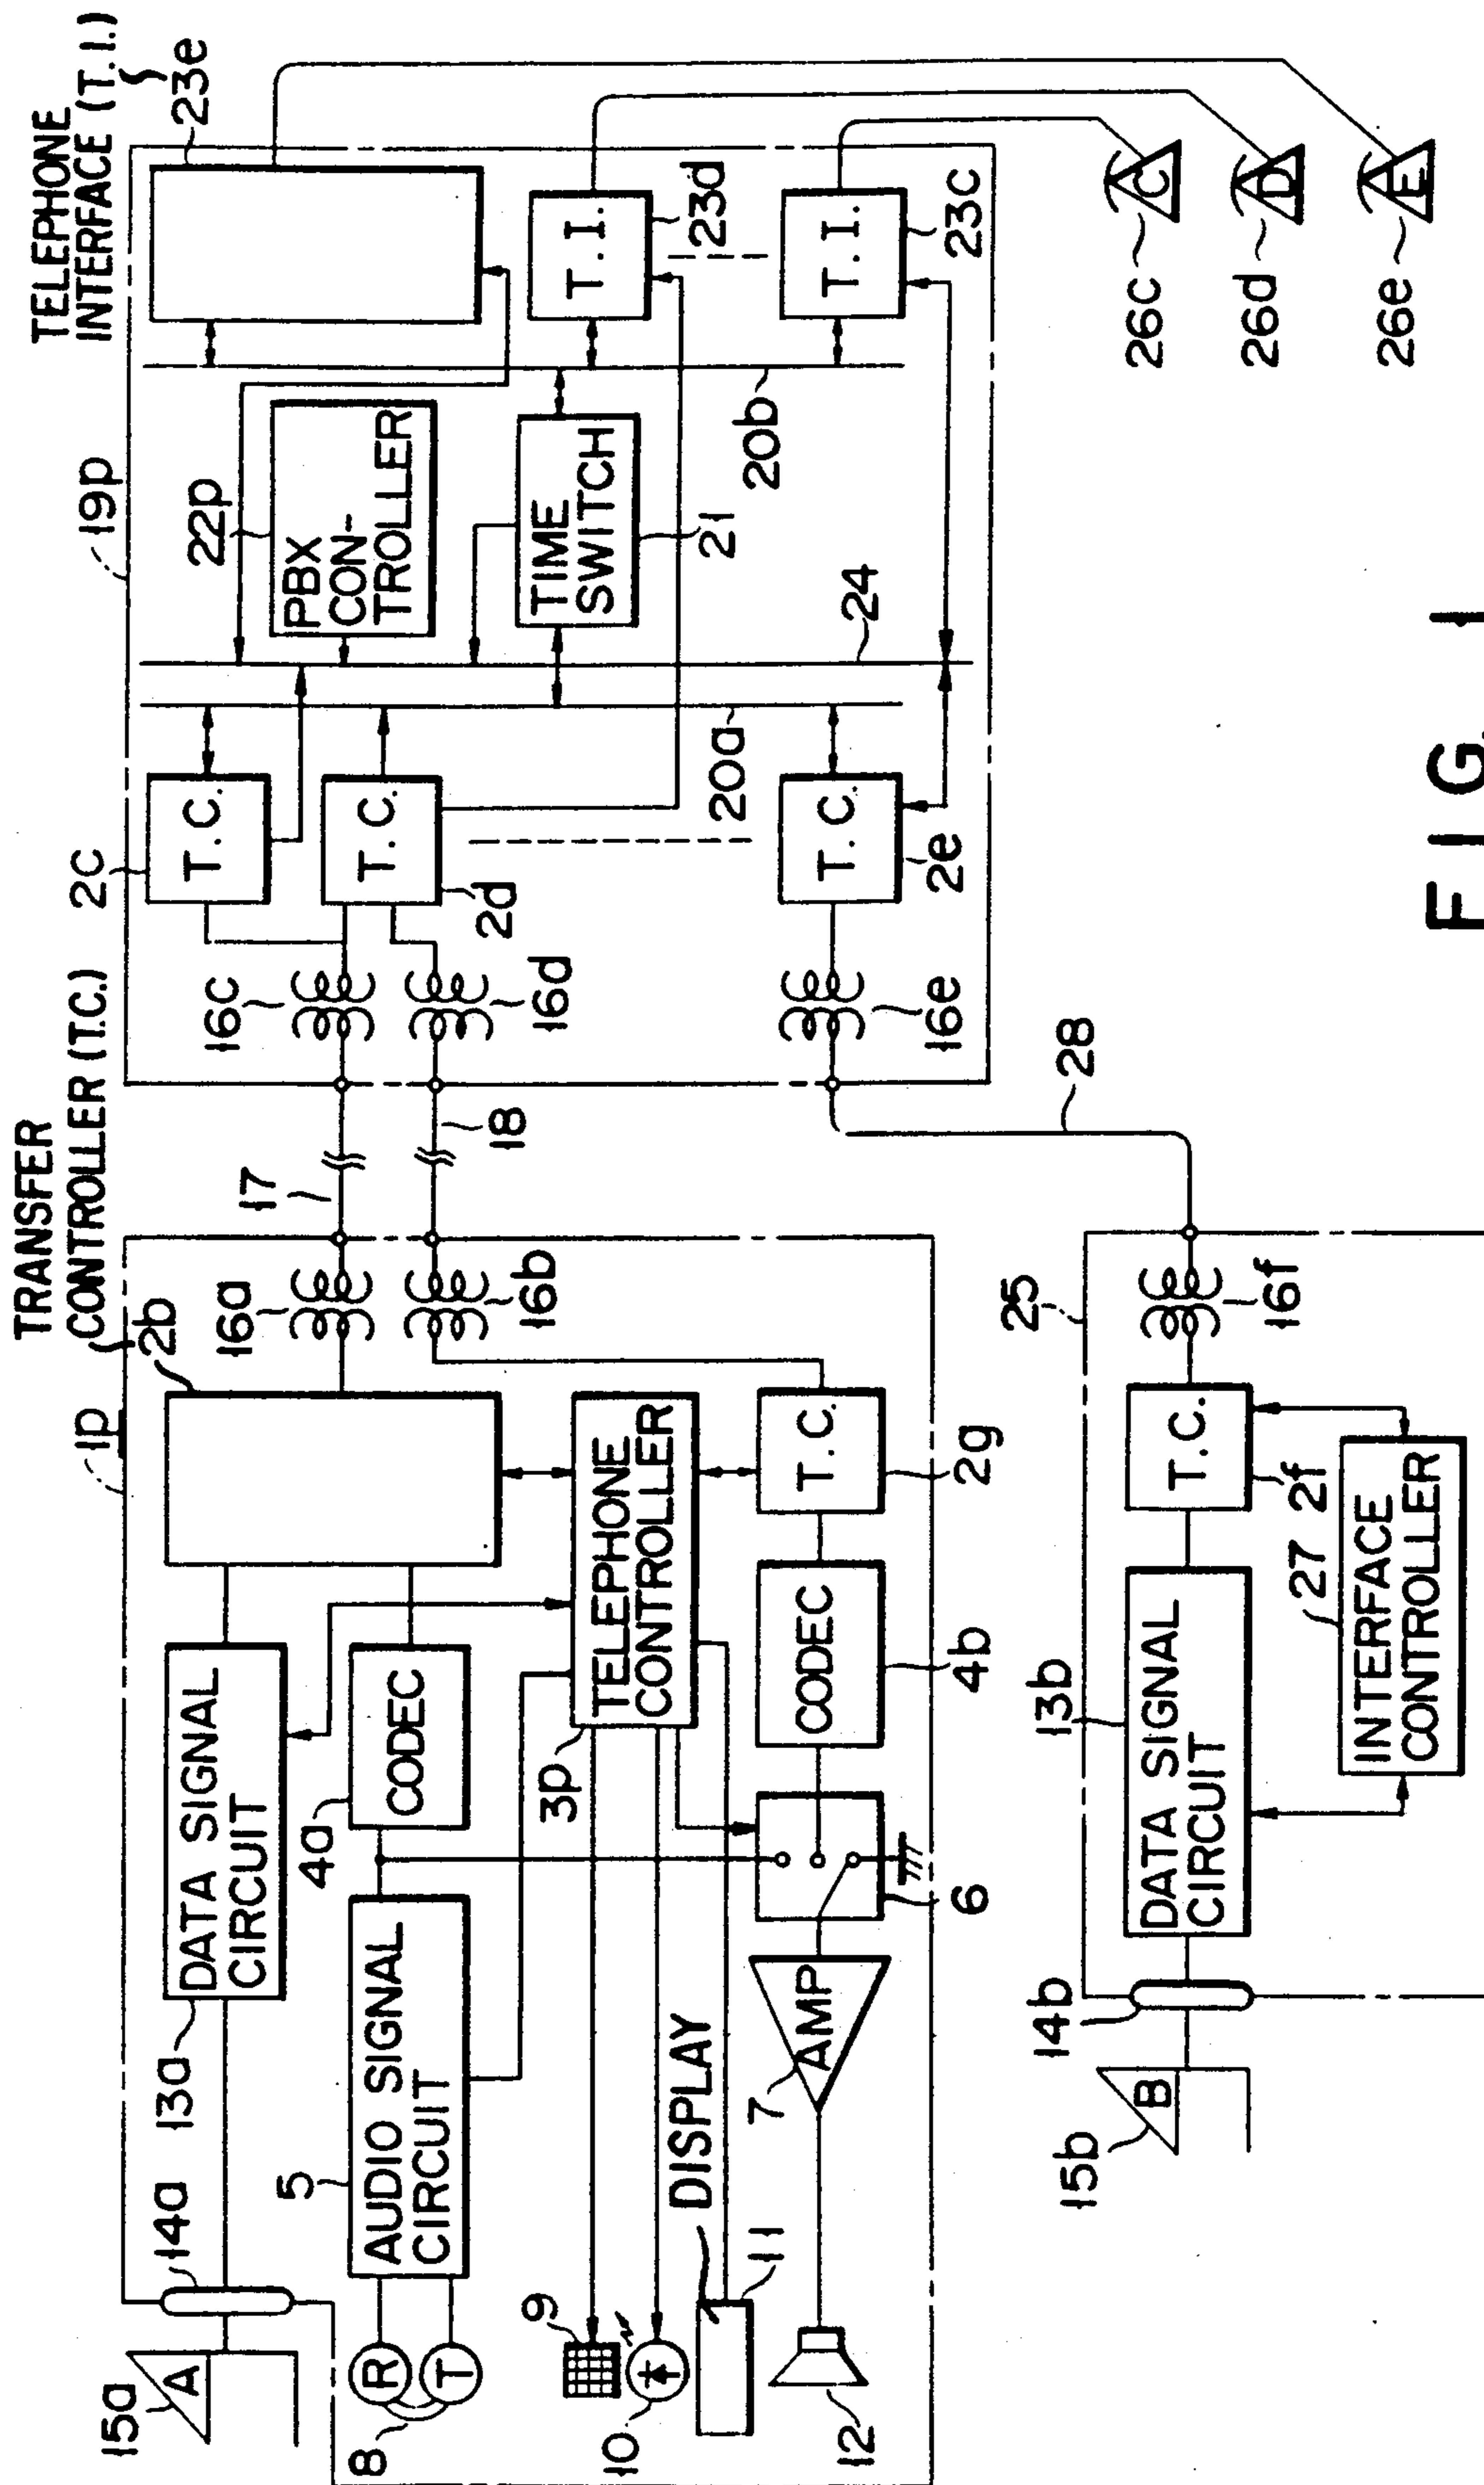 TRANSFER
CONTROLLER (T.C.)
TELEPHONE
INTERFACE (T. I.)
1p
2b
16a
16b
17
18
16c
16d
2c
T. C.
2d
T. C.
19p
22p
PBX
CON-
TROLLER
TIME
SWITCH
21
20a
20b
24
23e
T. I.
23d
T. I.
23c
T. C.
2e
16e
28
15a
A
14a
13a
DATA SIGNAL
CIRCUIT
4a
CODEC
5
AUDIO SIGNAL
CIRCUIT
R
T
8
9
10
DISPLAY
11
12
7
AMP
6
3p
TELEPHONE
CONTROLLER
CODEC
4b
T. C.
2g
25
15b
B
14b
13b
DATA SIGNAL
CIRCUIT
T. C.
2f
16f
27
INTERFACE
CONTROLLER
26c
C
26d
D
26e
E
FIG. 1